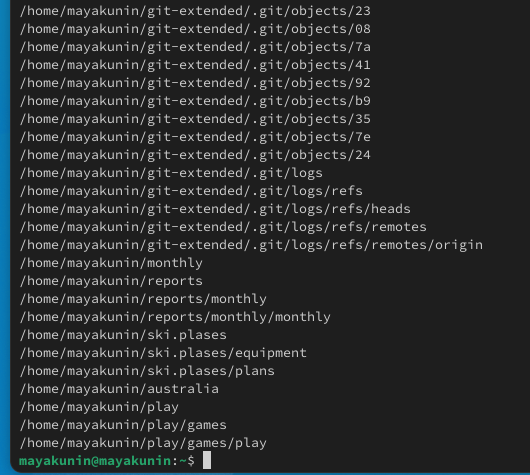 /home/mayakunin/git-extended/.git/objects/23
/home/mayakunin/git-extended/.git/objects/08
/home/mayakunin/git-extended/.git/objects/7a
/home/mayakunin/git-extended/.git/objects/41
/home/mayakunin/git-extended/.git/objects/92
/home/mayakunin/git-extended/.git/objects/b9
/home/mayakunin/git-extended/.git/objects/35
/home/mayakunin/git-extended/.git/objects/7e
/home/mayakunin/git-extended/.git/objects/24
/home/mayakunin/git-extended/.git/logs
/home/mayakunin/git-extended/.git/logs/refs
/home/mayakunin/git-extended/.git/logs/refs/heads
/home/mayakunin/git-extended/.git/logs/refs/remotes
/home/mayakunin/git-extended/.git/logs/refs/remotes/origin
/home/mayakunin/monthly
/home/mayakunin/reports
/home/mayakunin/reports/monthly
/home/mayakunin/reports/monthly/monthly
/home/mayakunin/ski.plases
/home/mayakunin/ski.plases/equipment
/home/mayakunin/ski.plases/plans
/home/mayakunin/australia
/home/mayakunin/play
/home/mayakunin/play/games
/home/mayakunin/play/games/play
mayakunin@mayakunin:~$